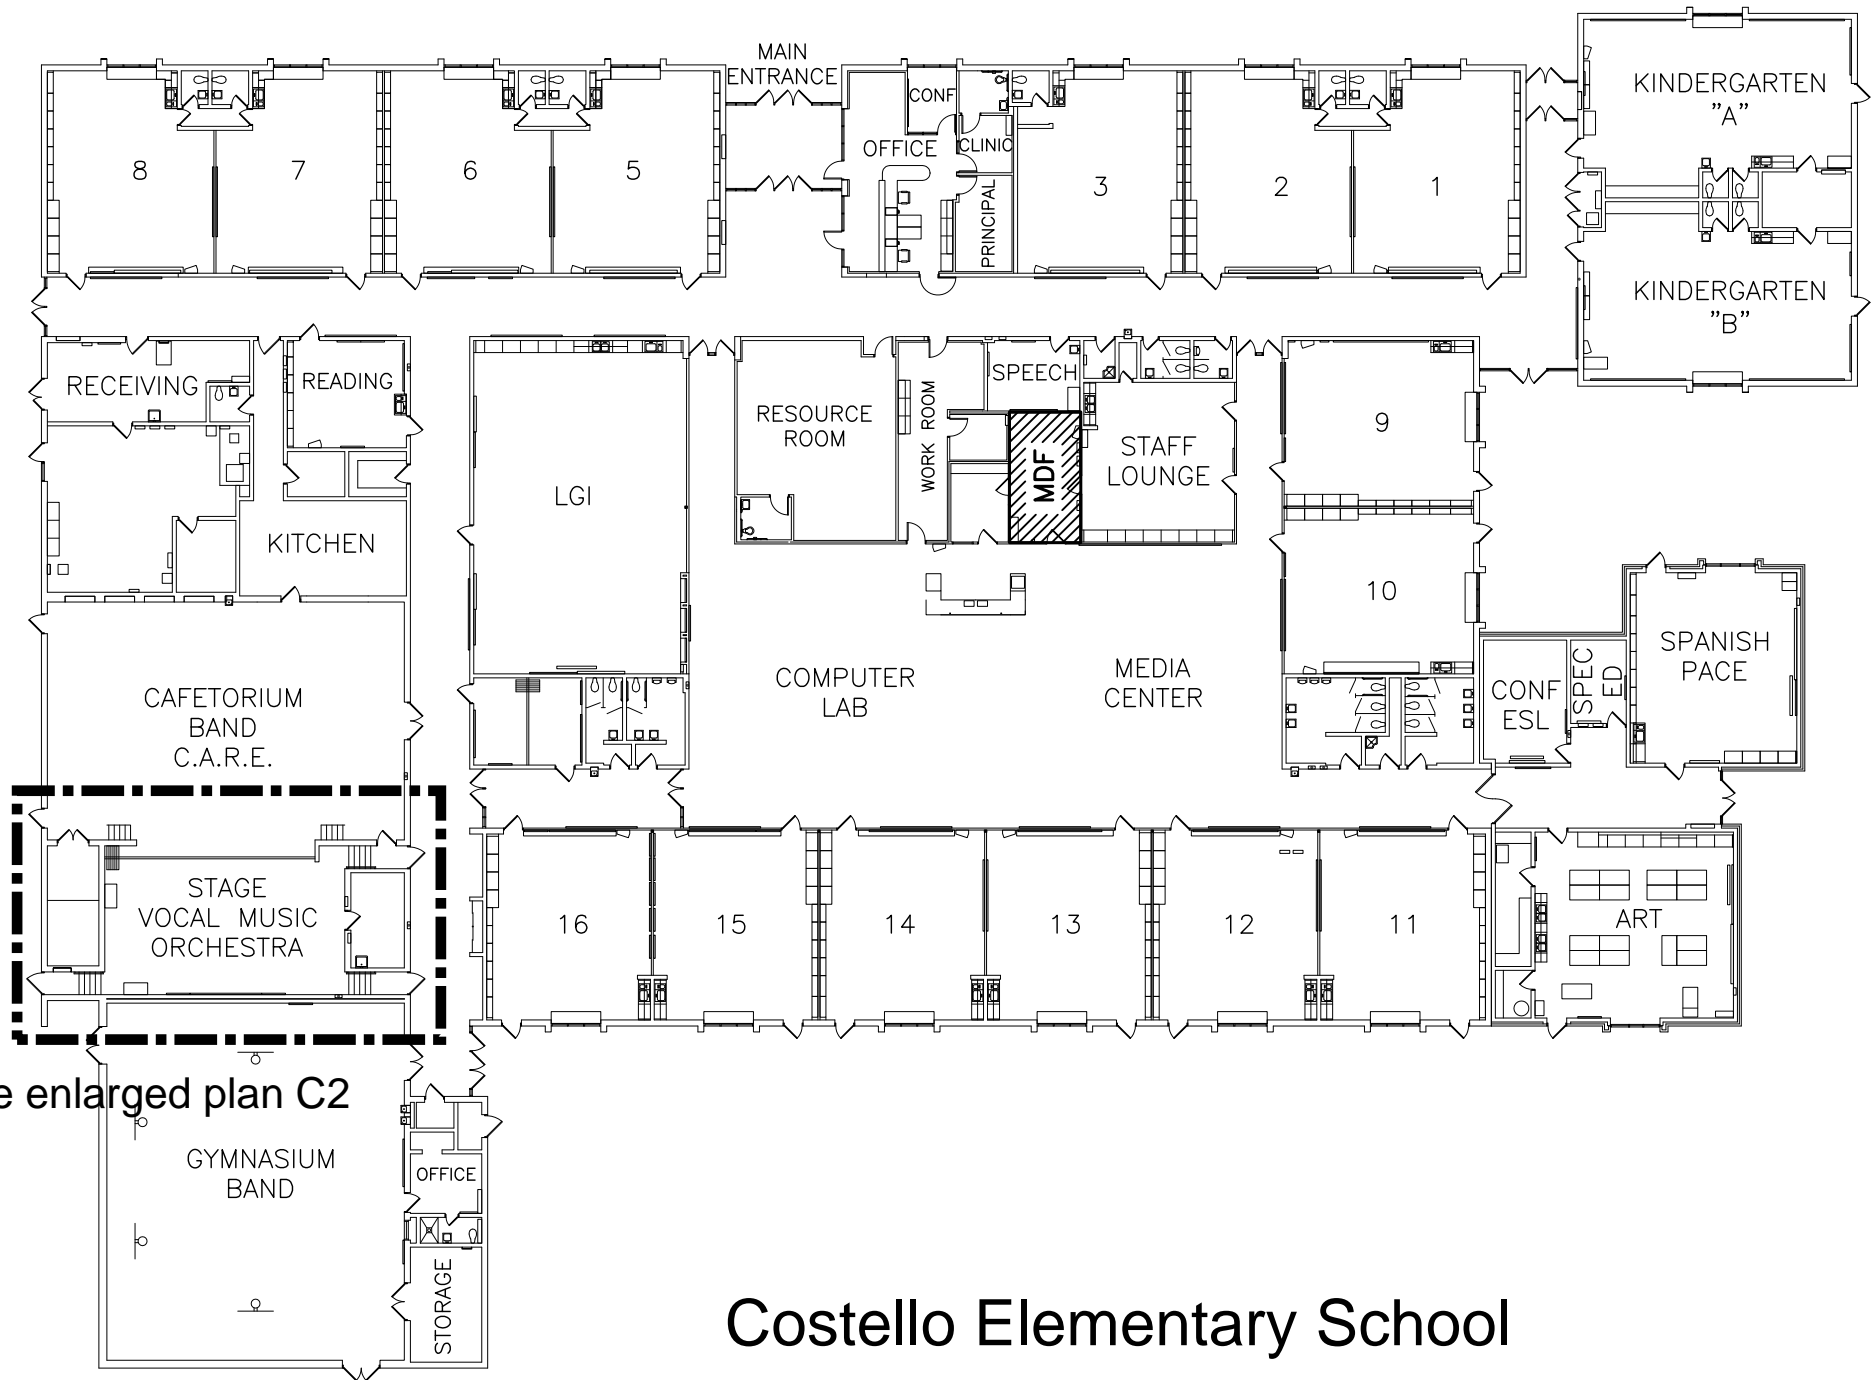 MAIN
ENTRANCE
KINDERGARTEN
"A"
CONF
OFFICE
CLINIC
PRINCIPAL
8
7
6
5
3
2
1
KINDERGARTEN
"B"
RECEIVING
READING
SPEECH
RESOURCE
ROOM
WORK ROOM
MDF
STAFF
LOUNGE
9
LGI
KITCHEN
10
SPANISH
PACE
SPEC
ED
CONF
ESL
COMPUTER
LAB
MEDIA
CENTER
CAFETORIUM
BAND
C.A.R.E.
STAGE
VOCAL MUSIC
ORCHESTRA
16
15
14
13
12
11
ART
e enlarged plan C2
GYMNASIUM
BAND
OFFICE
STORAGE
Costello Elementary School